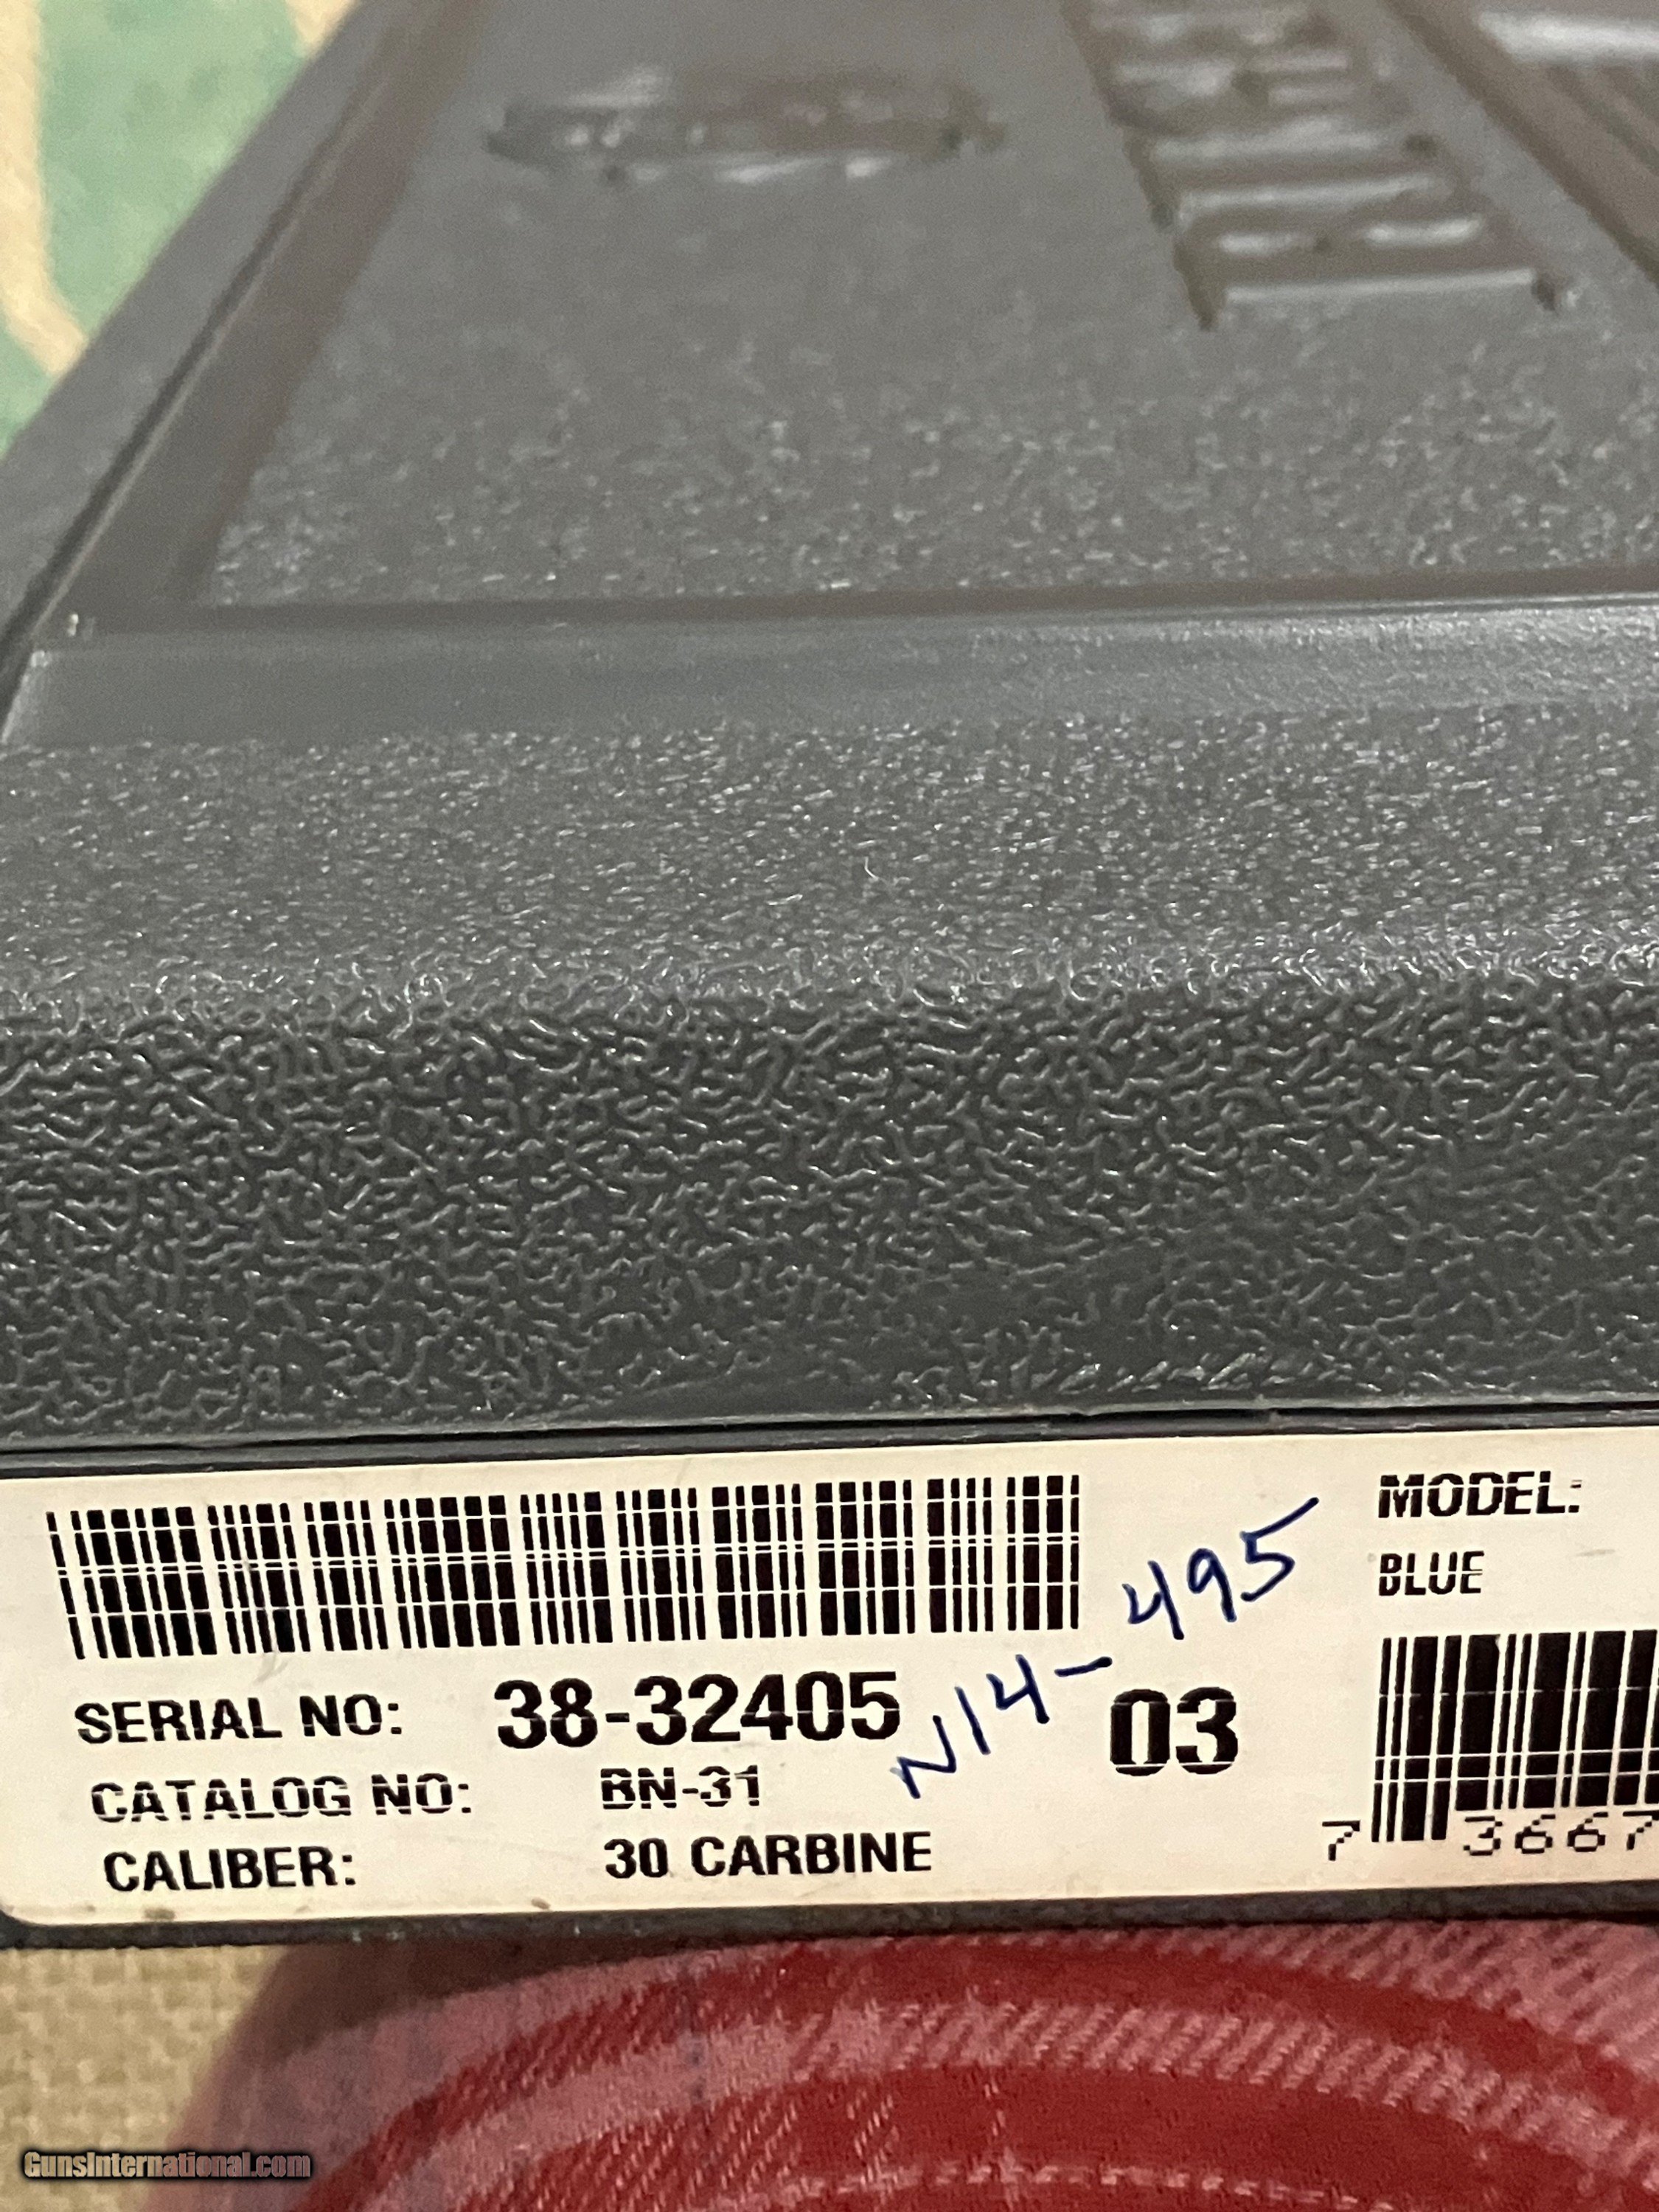 MODEL:
BLUE
N14-495
SERIAL NO: 38-32405 03
CATALOG NO: BN-31
CALIBER: 30 CARBINE
7 3667
GunsInternational.com